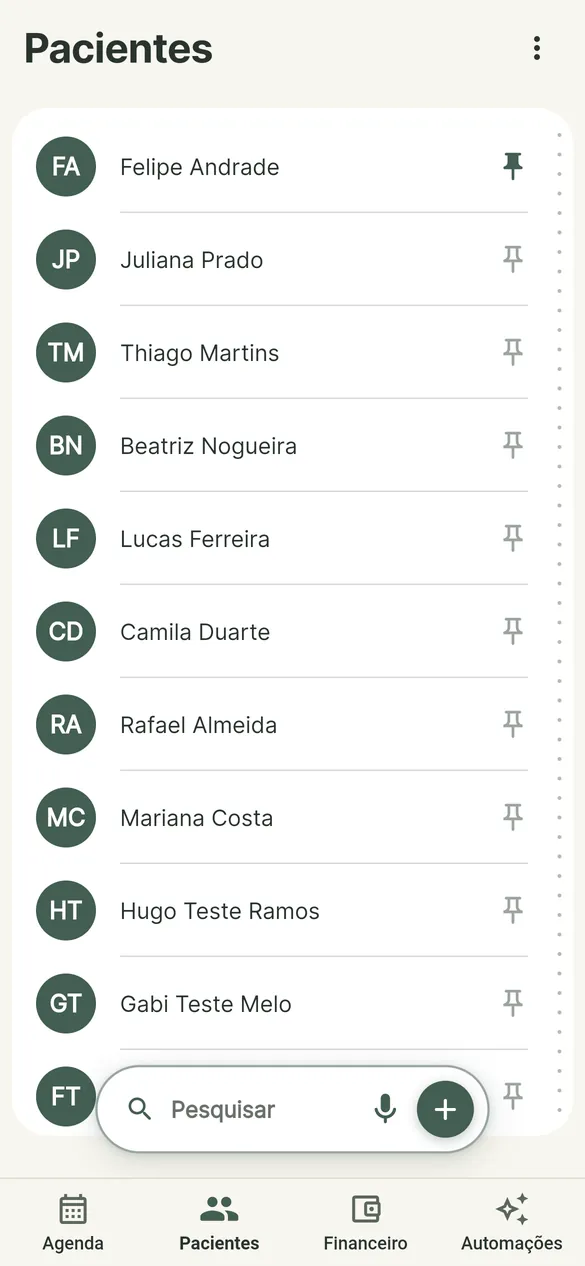 Pacientes
FA Felipe Andrade
JP Juliana Prado
TM Thiago Martins
BN Beatriz Nogueira
LF Lucas Ferreira
CD Camila Duarte
RA Rafael Almeida
MC Mariana Costa
HT Hugo Teste Ramos
GT Gabi Teste Melo
FT
Pesquisar
Agenda Pacientes Financeiro Automações